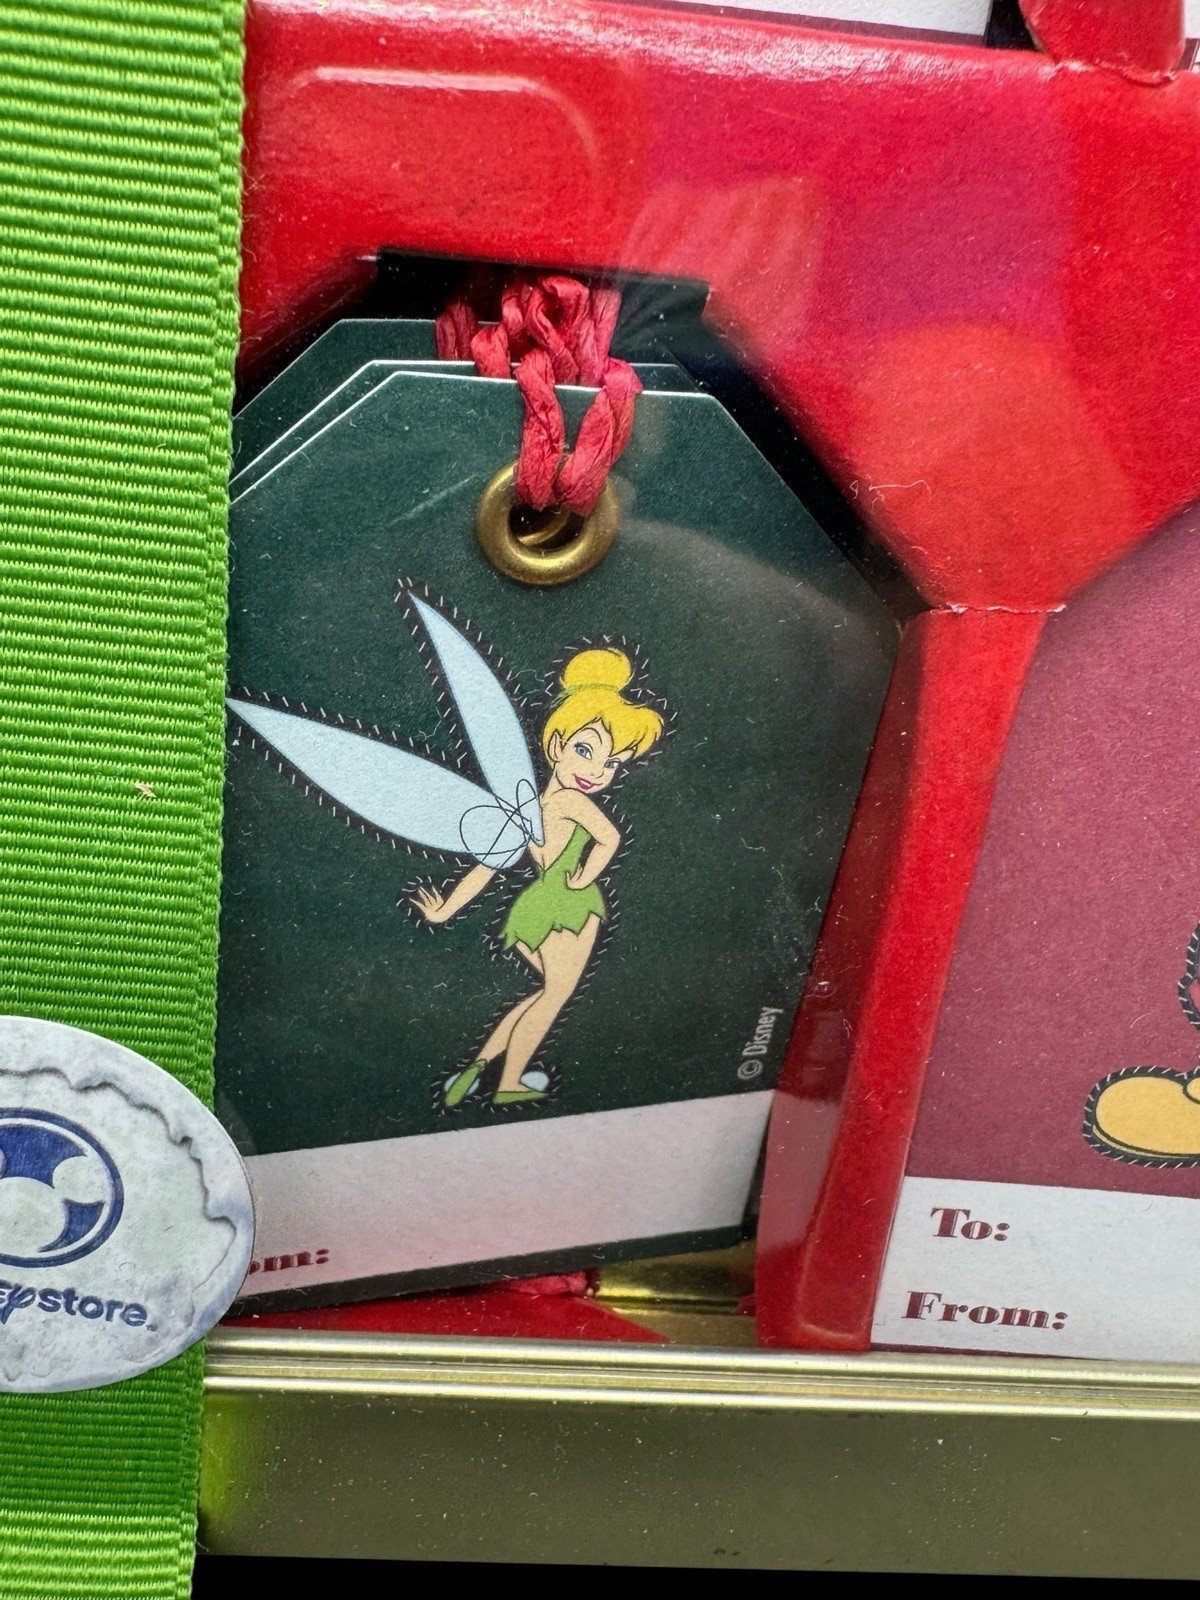 © Disney
om:
To:
From:
store